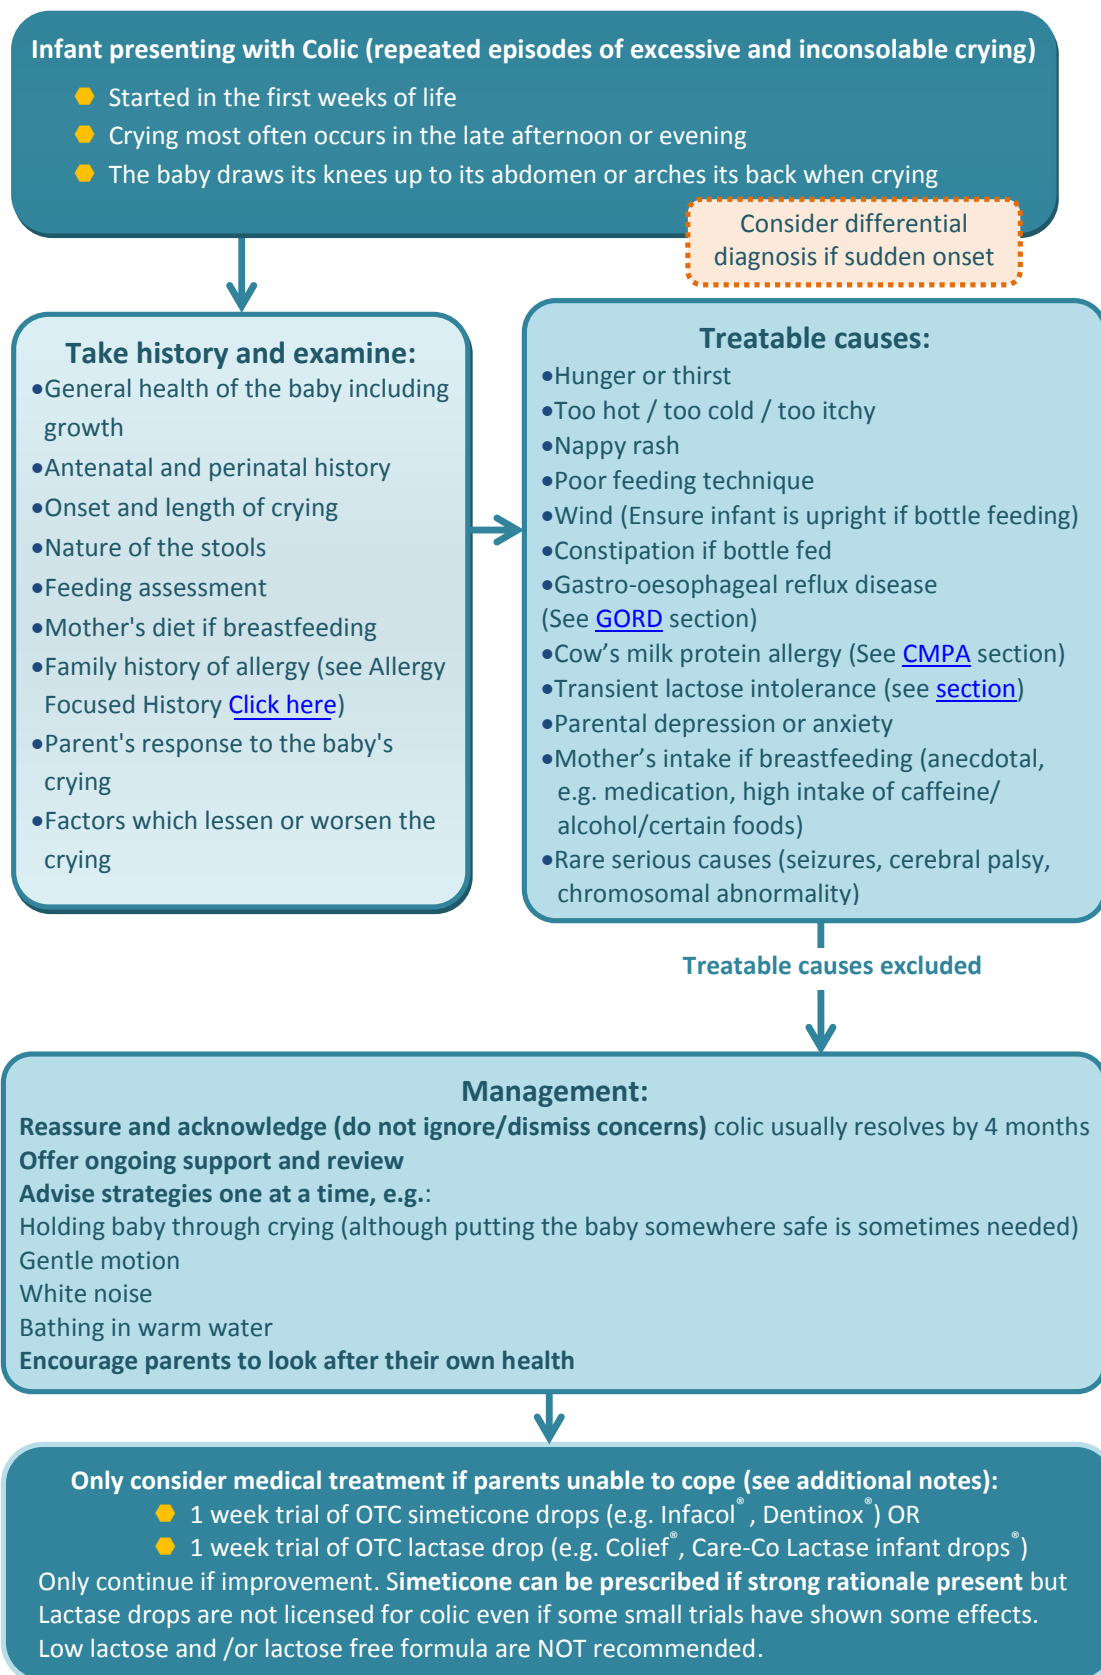 Infant presenting with Colic (repeated episodes of excessive and inconsolable crying)
Started in the first weeks of life
Crying most often occurs in the late afternoon or evening
The baby draws its knees up to its abdomen or arches its back when crying
Consider differential
diagnosis if sudden onset
Take history and examine:
•General health of the baby including
growth
•Antenatal and perinatal history
•Onset and length of crying
•Nature of the stools
•Feeding assessment
•Mother's diet if breastfeeding
•Family history of allergy (see Allergy
Focused History Click here)
•Parent's response to the baby's
crying
•Factors which lessen or worsen the
crying
Treatable causes:
•Hunger or thirst
•Too hot / too cold / too itchy
•Nappy rash
•Poor feeding technique
•Wind (Ensure infant is upright if bottle feeding)
•Constipation if bottle fed
•Gastro-oesophageal reflux disease
(See GORD section)
•Cow’s milk protein allergy (See CMPA section)
•Transient lactose intolerance (see section)
•Parental depression or anxiety
•Mother’s intake if breastfeeding (anecdotal,
e.g. medication, high intake of caffeine/
alcohol/certain foods)
•Rare serious causes (seizures, cerebral palsy,
chromosomal abnormality)
Treatable causes excluded
Management:
Reassure and acknowledge (do not ignore/dismiss concerns) colic usually resolves by 4 months
Offer ongoing support and review
Advise strategies one at a time, e.g.:
Holding baby through crying (although putting the baby somewhere safe is sometimes needed)
Gentle motion
White noise
Bathing in warm water
Encourage parents to look after their own health
Only consider medical treatment if parents unable to cope (see additional notes):
1 week trial of OTC simeticone drops (e.g. Infacol®, Dentinox®) OR
1 week trial of OTC lactase drop (e.g. Colief®, Care-Co Lactase infant drops®)
Only continue if improvement. Simeticone can be prescribed if strong rationale present but
Lactase drops are not licensed for colic even if some small trials have shown some effects.
Low lactose and /or lactose free formula are NOT recommended.